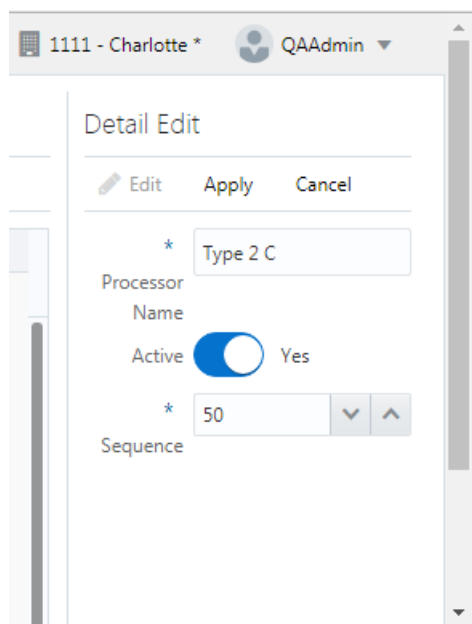 1111 - Charlotte * QAAdmin
Detail Edit
Edit Apply Cancel
* Type 2 C
Processor
Name
Active Yes
* 50
Sequence